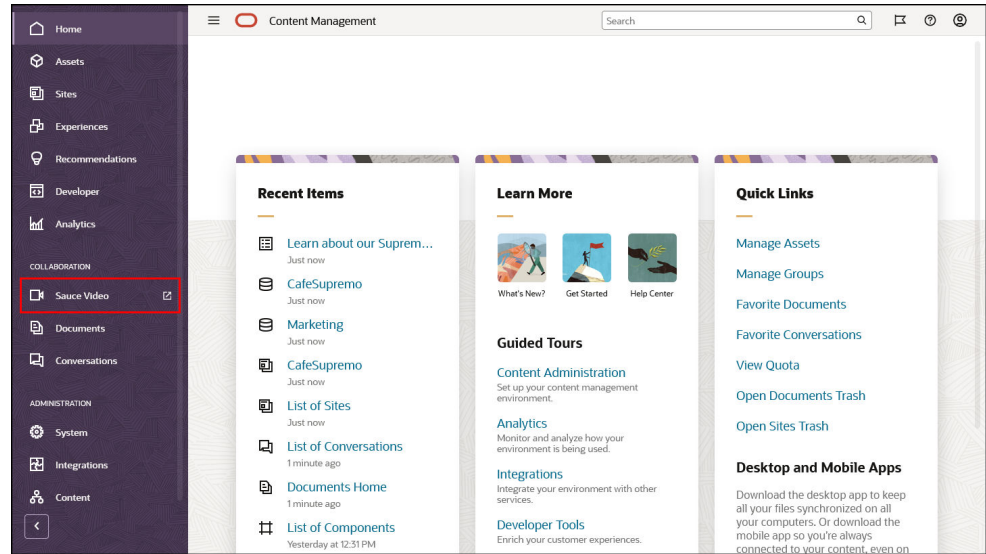 Content Management
Search
Home
Assets
Sites
Experiences
Recommendations
Developer
Analytics
COLLABORATION
Sauce Video
Documents
Conversations
ADMINISTRATION
System
Integrations
Content
Recent Items
Learn about our Suprem...
Just now
CafeSupremo
Just now
Marketing
Just now
CafeSupremo
Just now
List of Sites
Just now
List of Conversations
1 minute ago
Documents Home
1 minute ago
List of Components
Yesterday at 12:31 PM
Learn More
What's New?
Get Started
Help Center
Guided Tours
Content Administration
Set up your content management
environment.
Analytics
Monitor and analyze how your
environment is being used.
Integrations
Integrate your environment with other
services.
Developer Tools
Enrich your customer experiences.
Quick Links
Manage Assets
Manage Groups
Favorite Documents
Favorite Conversations
View Quota
Open Documents Trash
Open Sites Trash
Desktop and Mobile Apps
Download the desktop app to keep
all your files synchronized on all
your computers. Or download the
mobile app so you're always
connected to your content, even on